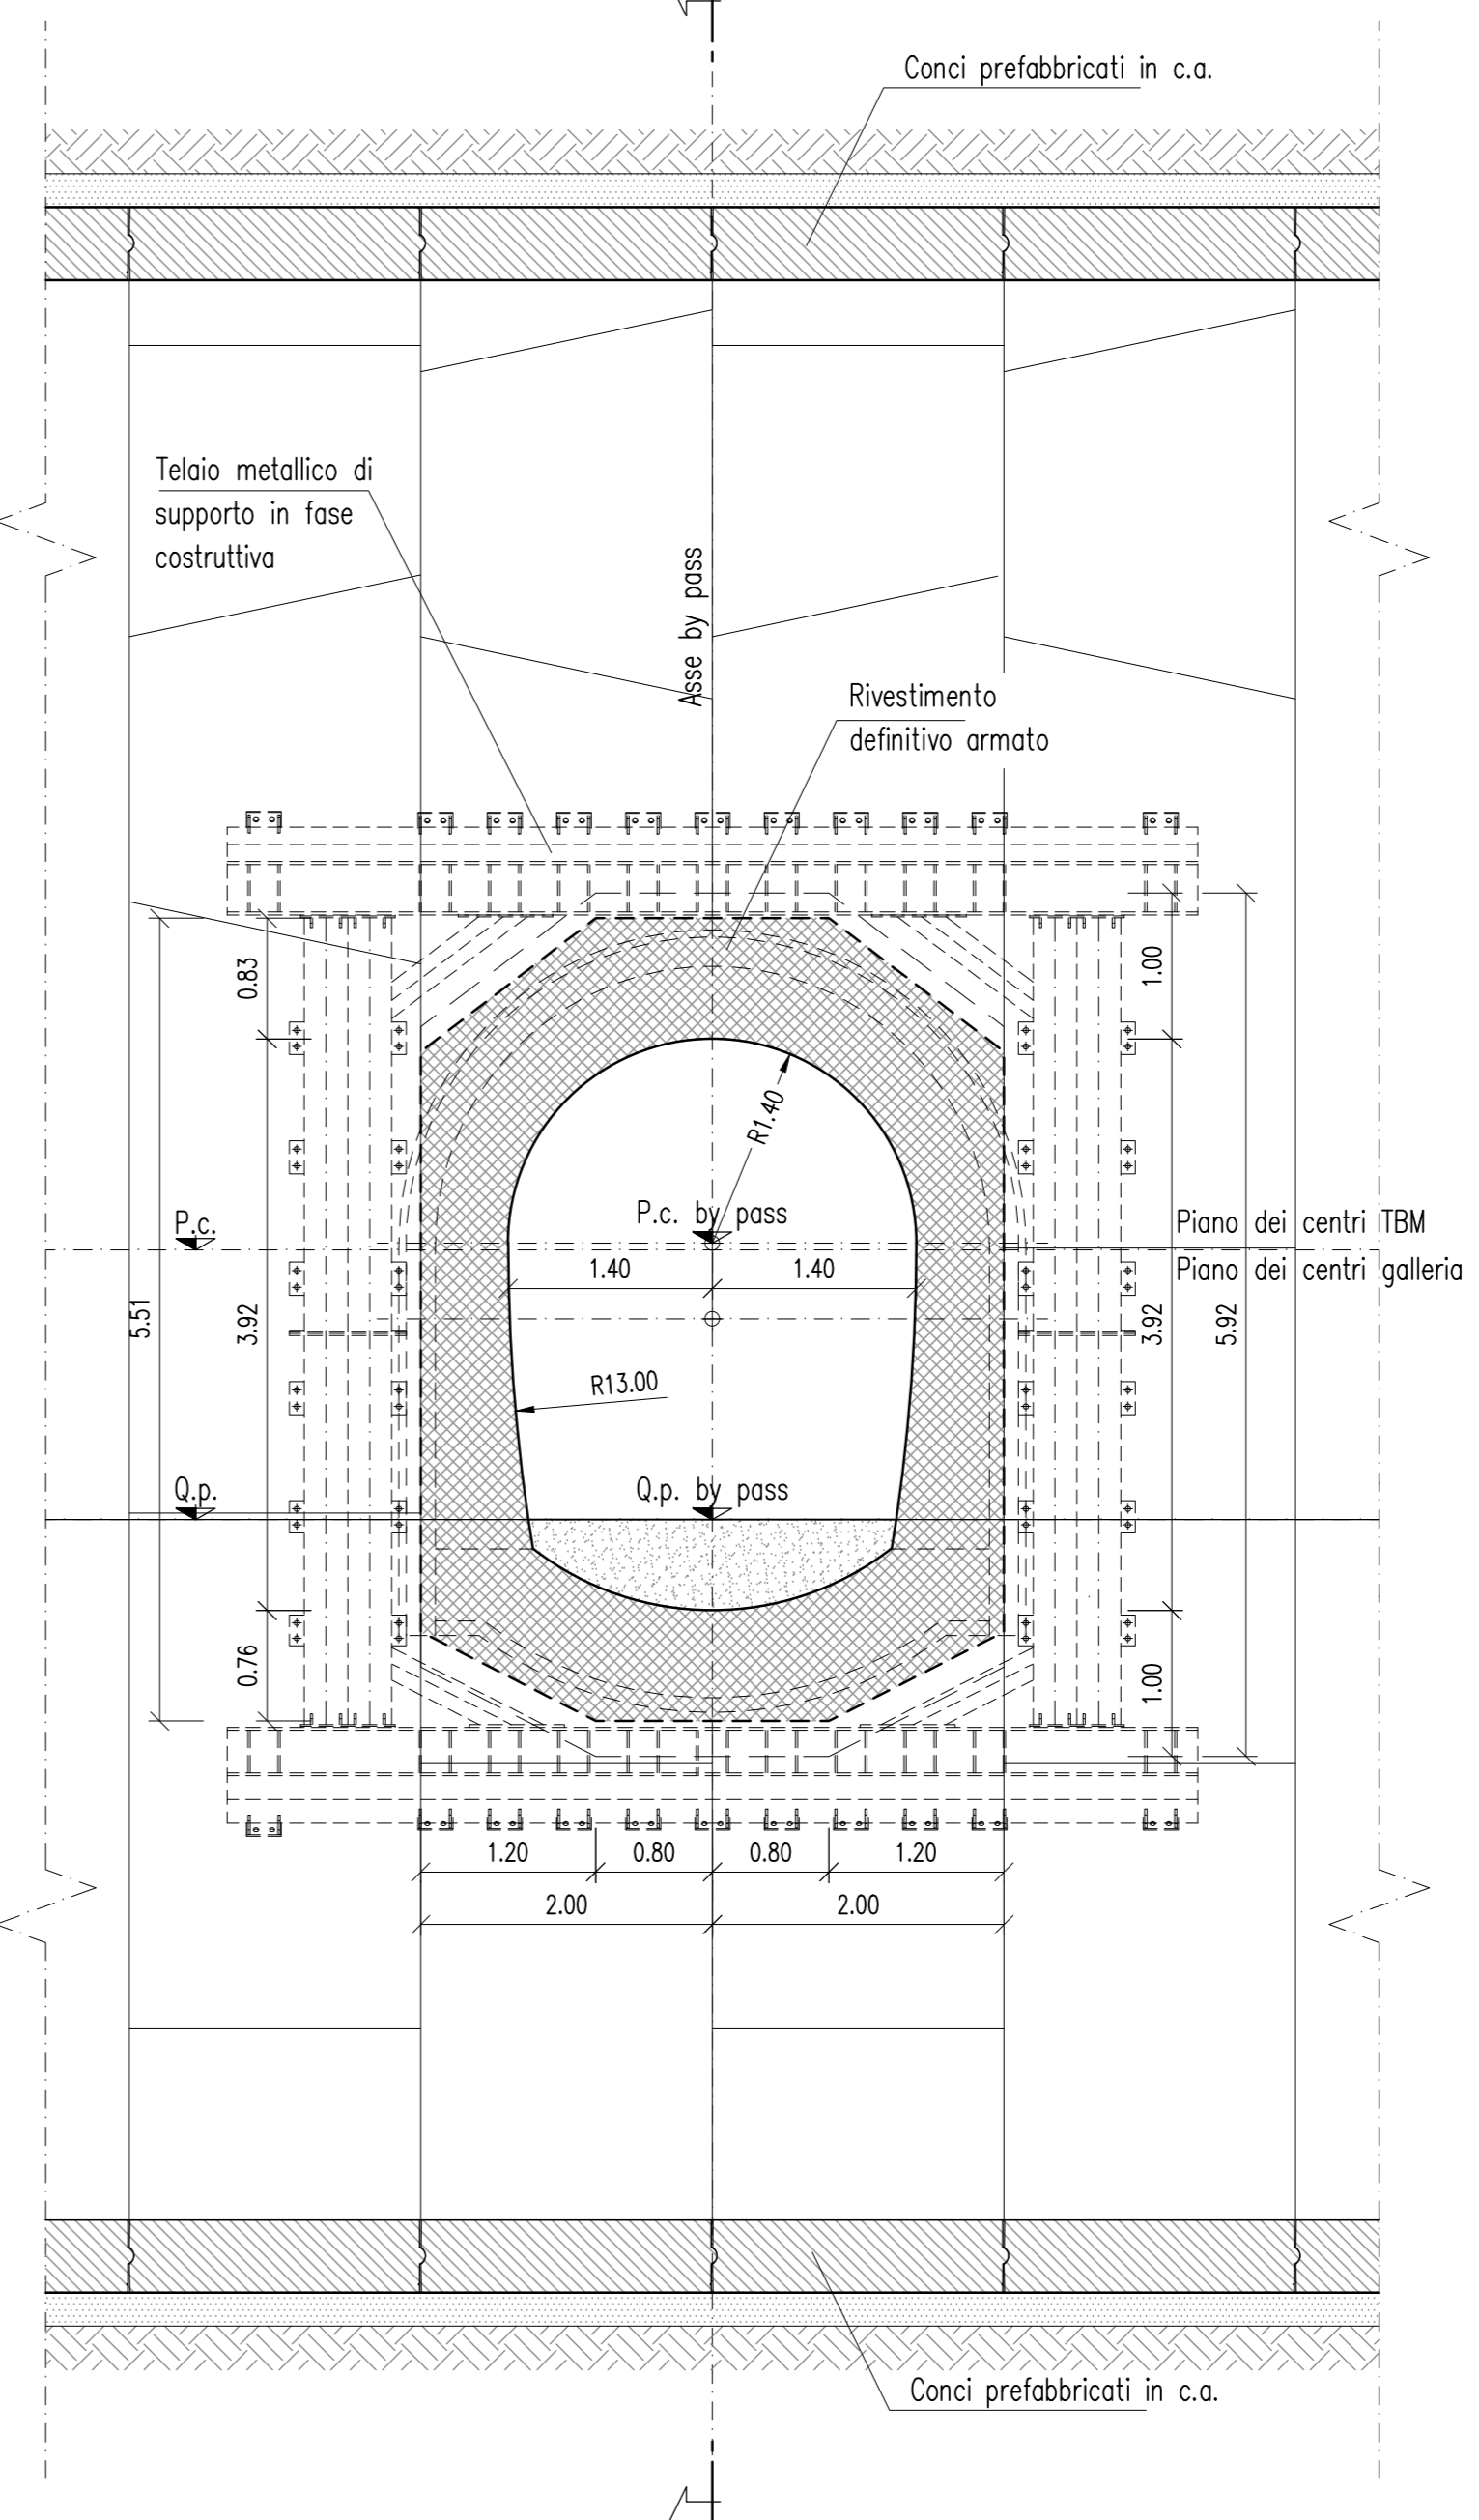 Conci prefabbricati in c.a.
Telaio metallico di
supporto in fase
costruttiva
Asse by pass
Rivestimento
definitivo armato
0.83
1.00
R1.40
P.c.
P.c. by pass
Piano dei centri TBM
Piano dei centri galleria
1.40
1.40
5.51
3.92
3.92
5.92
R13.00
Q.p.
Q.p. by pass
0.76
1.00
1.20
0.80
0.80
1.20
2.00
2.00
Conci prefabbricati in c.a.